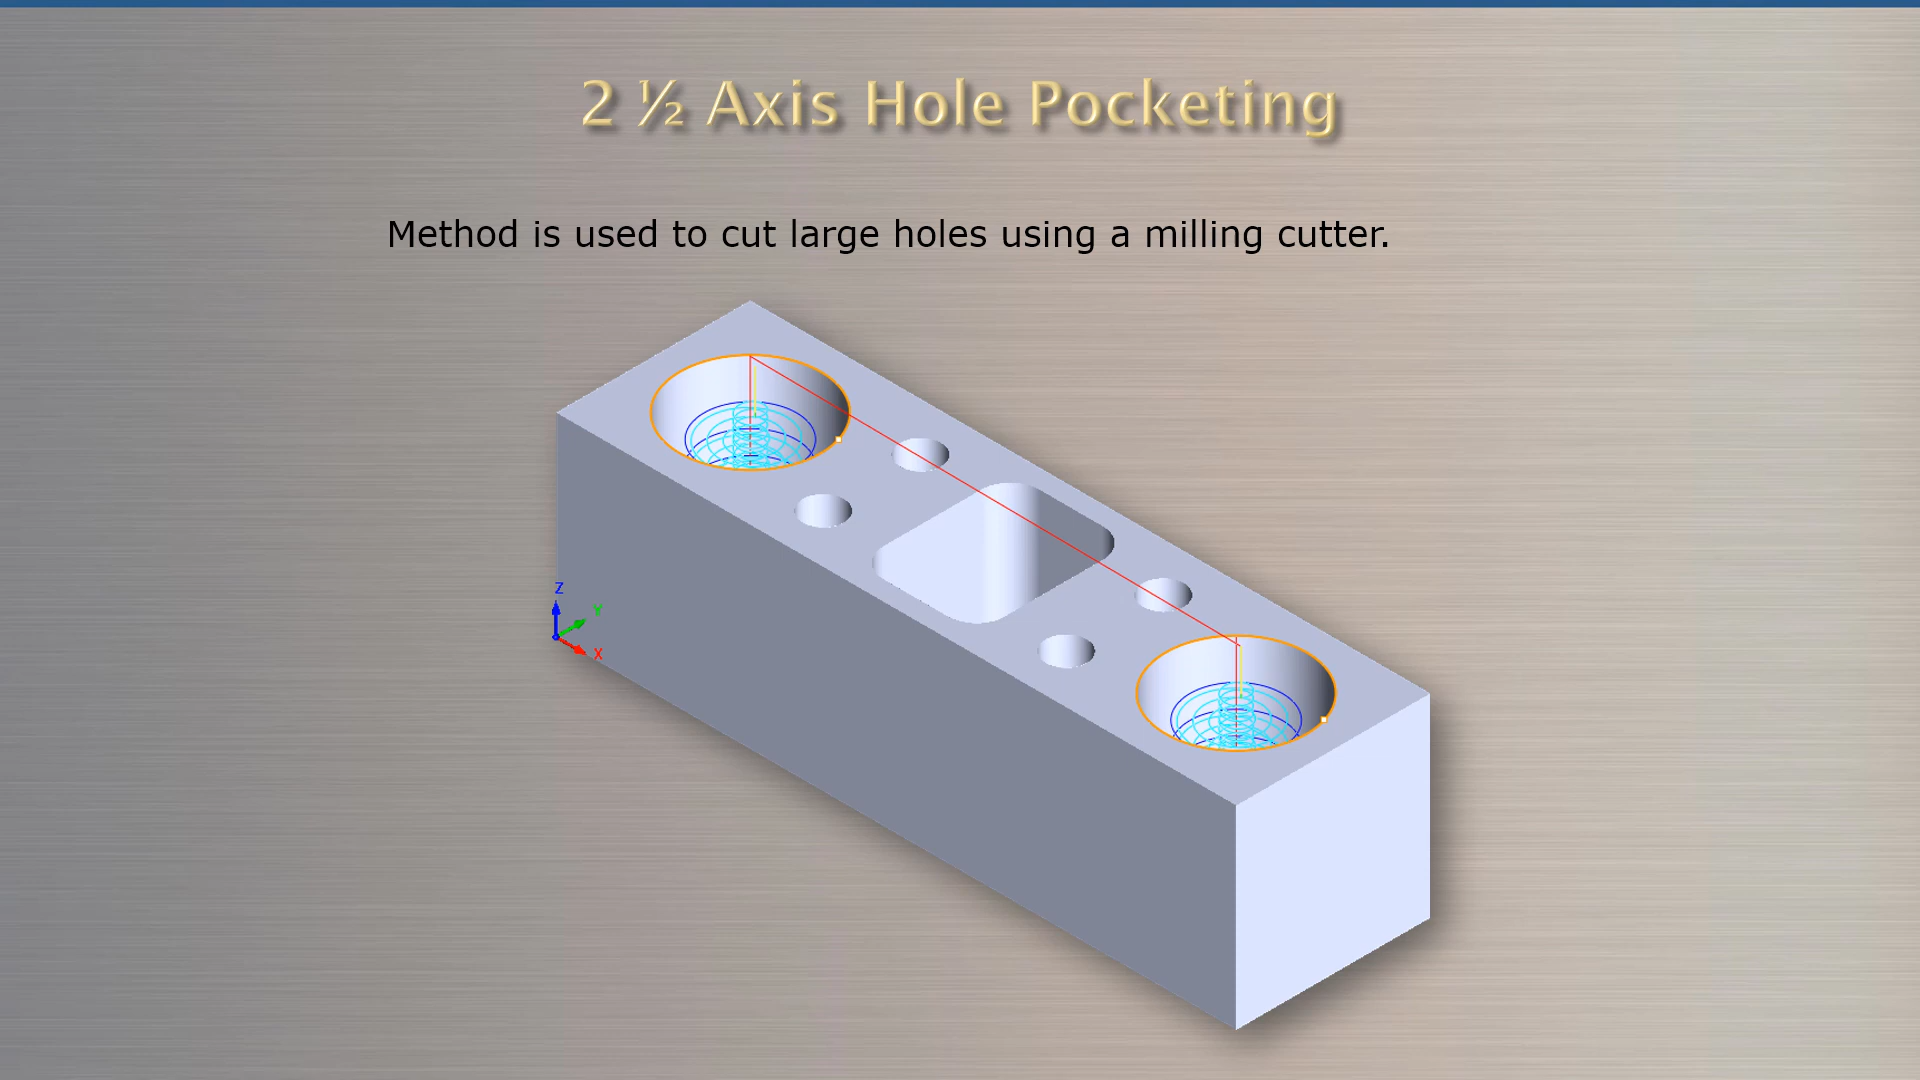 2 ½ Axis Hole Pocketing
Method is used to cut large holes using a milling cutter.
Z
Y
X